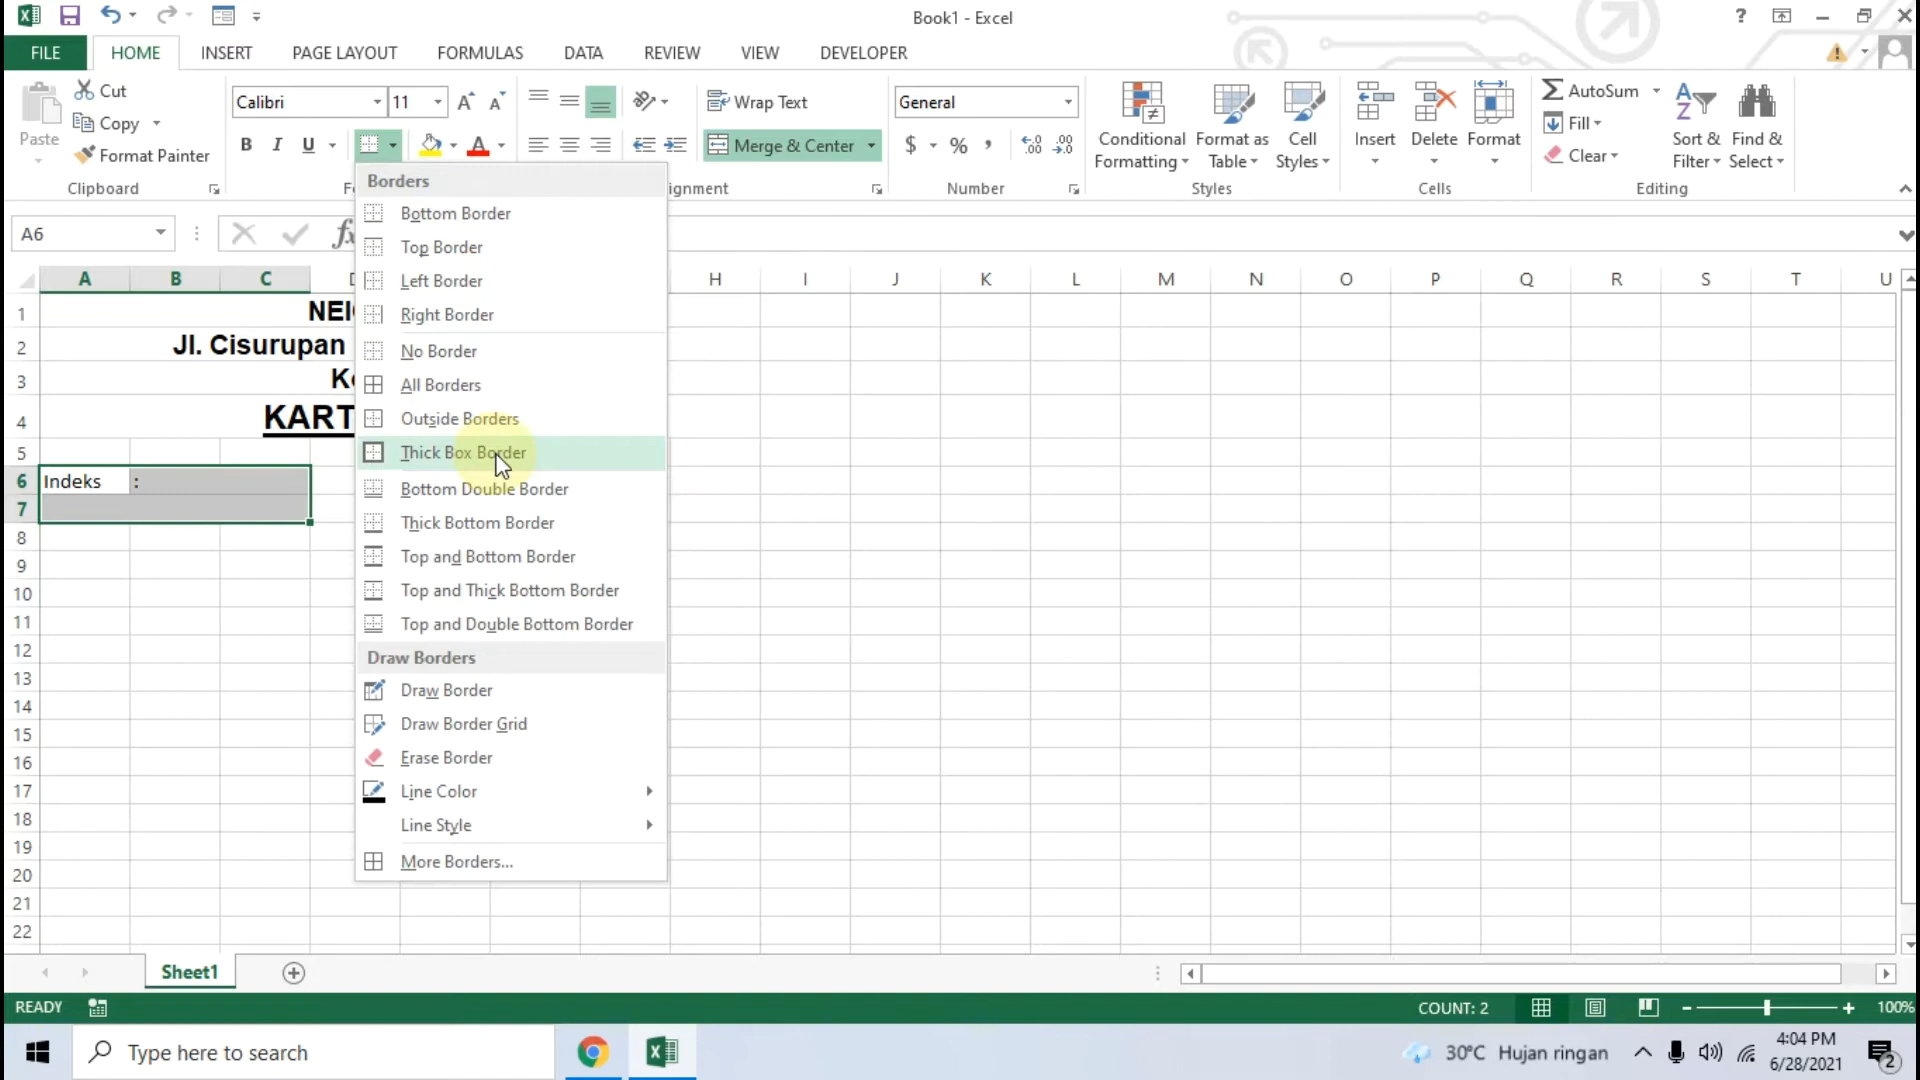 Book1 - Excel
FILE HOME INSERT PAGE LAYOUT FORMULAS DATA REVIEW VIEW DEVELOPER
Paste
Cut
Copy
Format Painter
Clipboard
Calibri 11
B I U
Wrap Text
Merge & Center
General
$ % ,
Number
Conditional Formatting
Format as Table
Cell Styles
Styles
Insert
Delete
Format
Cells
AutoSum
Fill
Clear
Sort & Filter
Find & Select
Editing
A6
fx
A B C H I J K L M N O P Q R S T U
1
2 Jl. Cisurupan
3
4 KART
5
6 Indeks :
7
8
9
10
11
12
13
14
15
16
17
18
19
20
21
22
Borders
Bottom Border
Top Border
Left Border
Right Border
No Border
All Borders
Outside Borders
Thick Box Border
Bottom Double Border
Thick Bottom Border
Top and Bottom Border
Top and Thick Bottom Border
Top and Double Bottom Border
Draw Borders
Draw Border
Draw Border Grid
Erase Border
Line Color
Line Style
More Borders...
Sheet1
READY
COUNT: 2
100%
Type here to search
30°C Hujan ringan
4:04 PM
6/28/2021
2